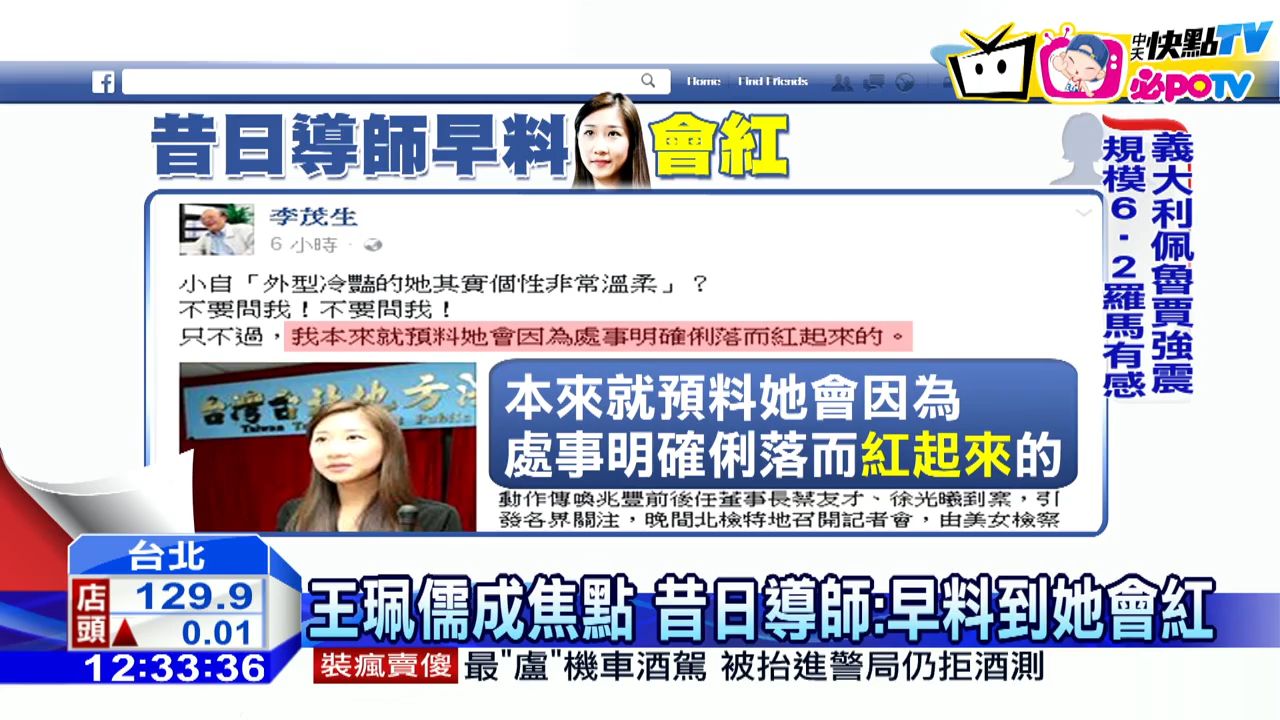 中天快點TV
必POTV
f
Home Find Friends
昔日導師早料 會紅
義大利佩魯賈強震
規模6.2羅馬有感
李茂生
6 小時 ·
小自「外型冷豔的她其實個性非常溫柔」?
不要問我!不要問我!
只不過,我本來就預料她會因為處事明確俐落而紅起來的。
台灣
Taiwan
Public
本來就預料她會因為
處事明確俐落而紅起來的
動作傳喚兆豐前後任董事長蔡友才、徐光曦到案,引
發各界關注,晚間北檢特地召開記者會,由美女檢察
台北
店頭 129.9
▲ 0.01
12:33:36
王珮儒成焦點 昔日導師:早料到她會紅
裝瘋賣傻 最"盧"機車酒駕 被抬進警局仍拒酒測